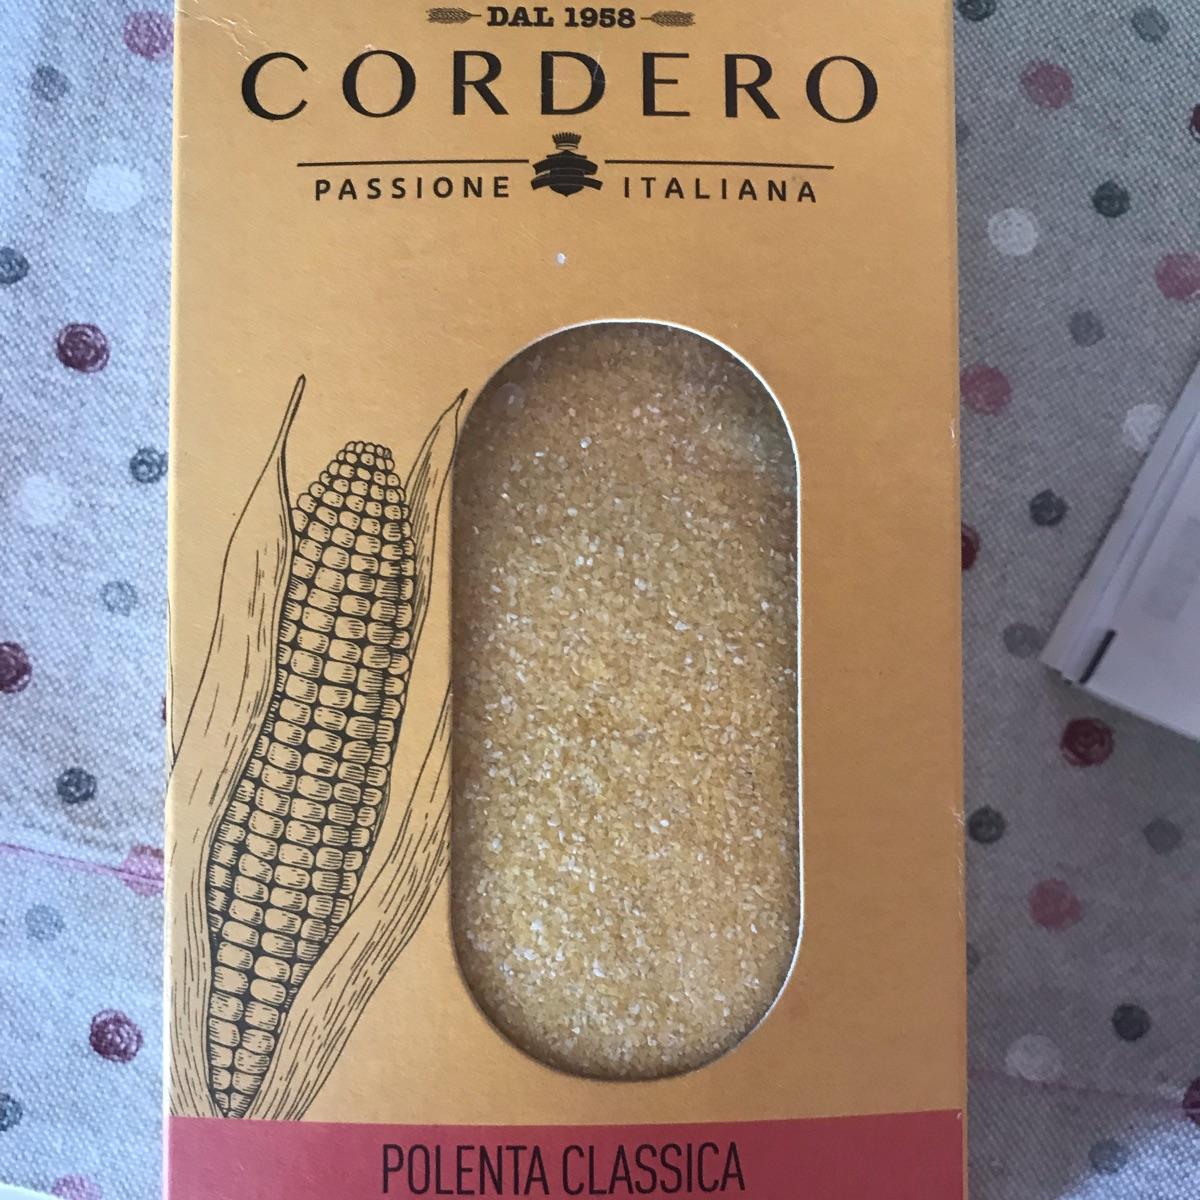 DAL 1958
CORDERO
PASSIONE ITALIANA
POLENTA CLASSICA